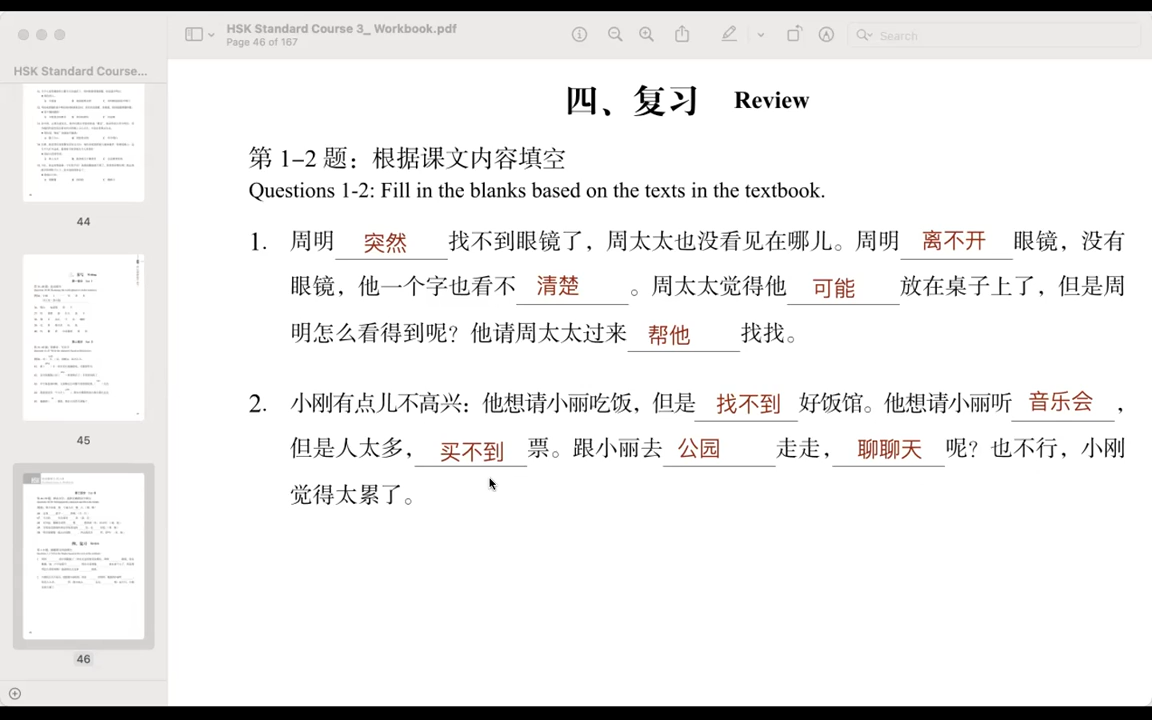 HSK Standard Course 3_ Workbook.pdf
Page 46 of 167
Search
HSK Standard Course...
44
45
46
四、复习 Review
第 1–2 题：根据课文内容填空
Questions 1-2: Fill in the blanks based on the texts in the textbook.
1. 周明 突然 找不到眼镜了，周太太也没看见在哪儿。周明 离不开 眼镜，没有
眼镜，他一个字也看不 清楚 。周太太觉得他 可能 放在桌子上了，但是周
明怎么看得到呢？他请周太太过来 帮他 找找。
2. 小刚有点儿不高兴：他想请小丽吃饭，但是 找不到 好饭馆。他想请小丽听 音乐会 ，
但是人太多， 买不到 票。跟小丽去 公园 走走， 聊聊天 呢？也不行，小刚
觉得太累了。